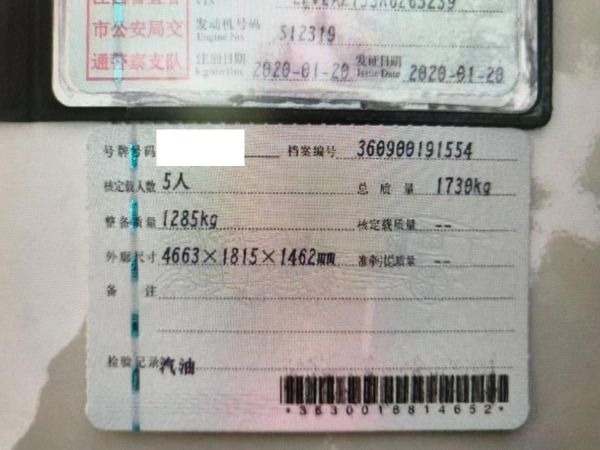 市公安局交
通警察支队
发动机号码 Engine No. 512319
注册日期 Register Date 2020-01-20 发证日期 Issue Date 2020-01-20
号牌号码 档案编号 360900191554
核定载人数 5人 总质量 1730kg
整备质量 1285kg 核定载质量 --
外廓尺寸 4663×1815×1462mm 准牵引总质量 --
备注
检验记录 汽油
*3630016814652*